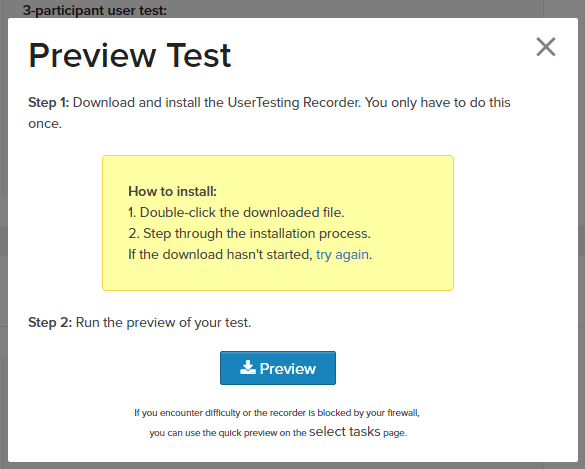 3-participant user test:
Preview Test
Step 1: Download and install the UserTesting Recorder. You only have to do this
once.
How to install:
1. Double-click the downloaded file.
2. Step through the installation process.
If the download hasn't started, try again.
Step 2: Run the preview of your test.
Preview
If you encounter difficulty or the recorder is blocked by your firewall,
you can use the quick preview on the select tasks page.